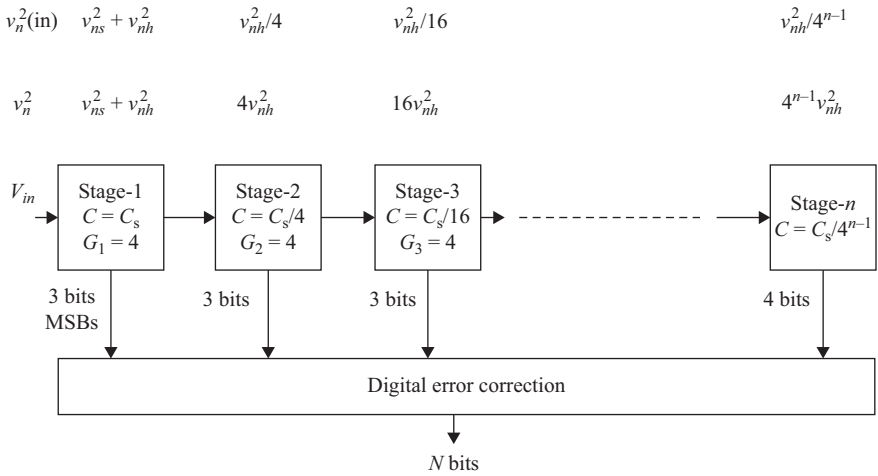 v_n^2(in) v_ns^2 + v_nh^2 v_nh^2/4 v_nh^2/16 v_nh^2/4^{n–1}
v_n^2 v_ns^2 + v_nh^2 4v_nh^2 16v_nh^2 4^{n–1}v_nh^2
V_in
Stage-1
C = C_s
G_1 = 4
Stage-2
C = C_s/4
G_2 = 4
Stage-3
C = C_s/16
G_3 = 4
Stage-n
C = C_s/4^{n–1}
3 bits
MSBs
3 bits
3 bits
4 bits
Digital error correction
N bits